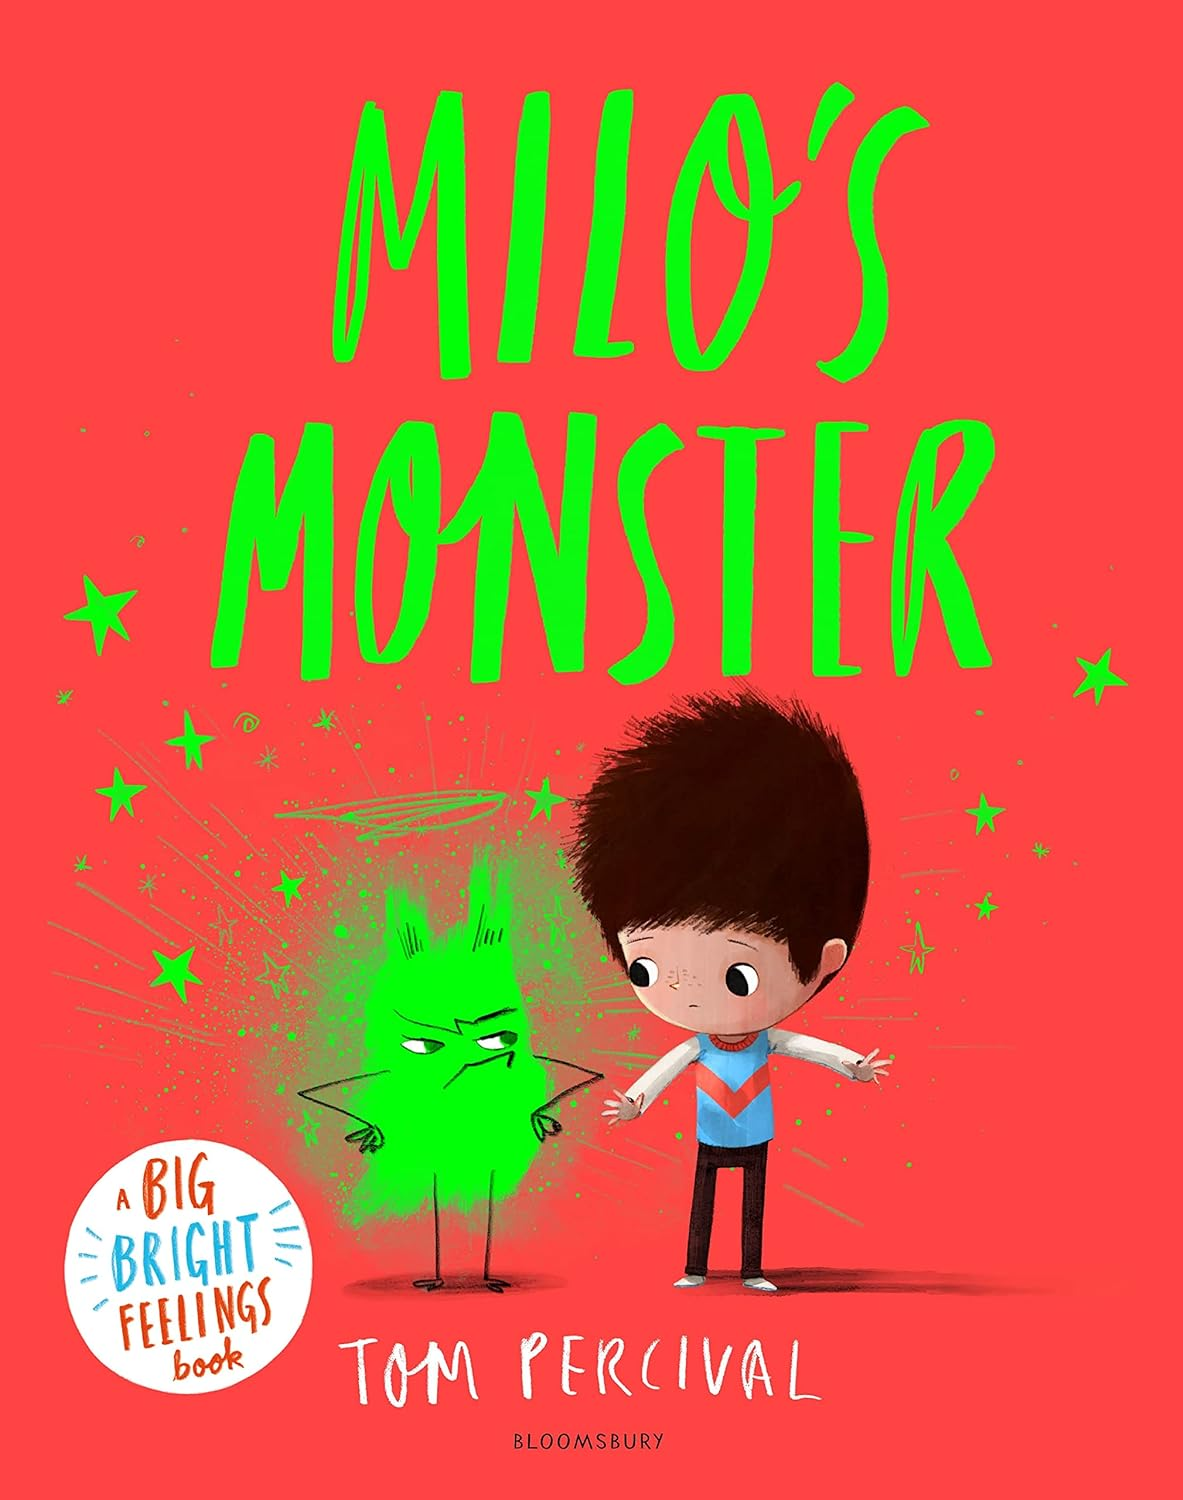 MILO'S
MONSTER
A BIG
BRIGHT
FEELINGS
book
TOM PERCIVAL
BLOOMSBURY